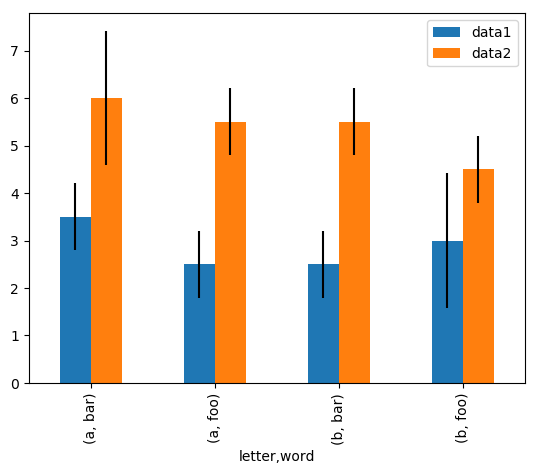 data1
data2
7
6
5
4
3
2
1
0
(a, bar)
(a, foo)
(b, bar)
(b, foo)
letter,word